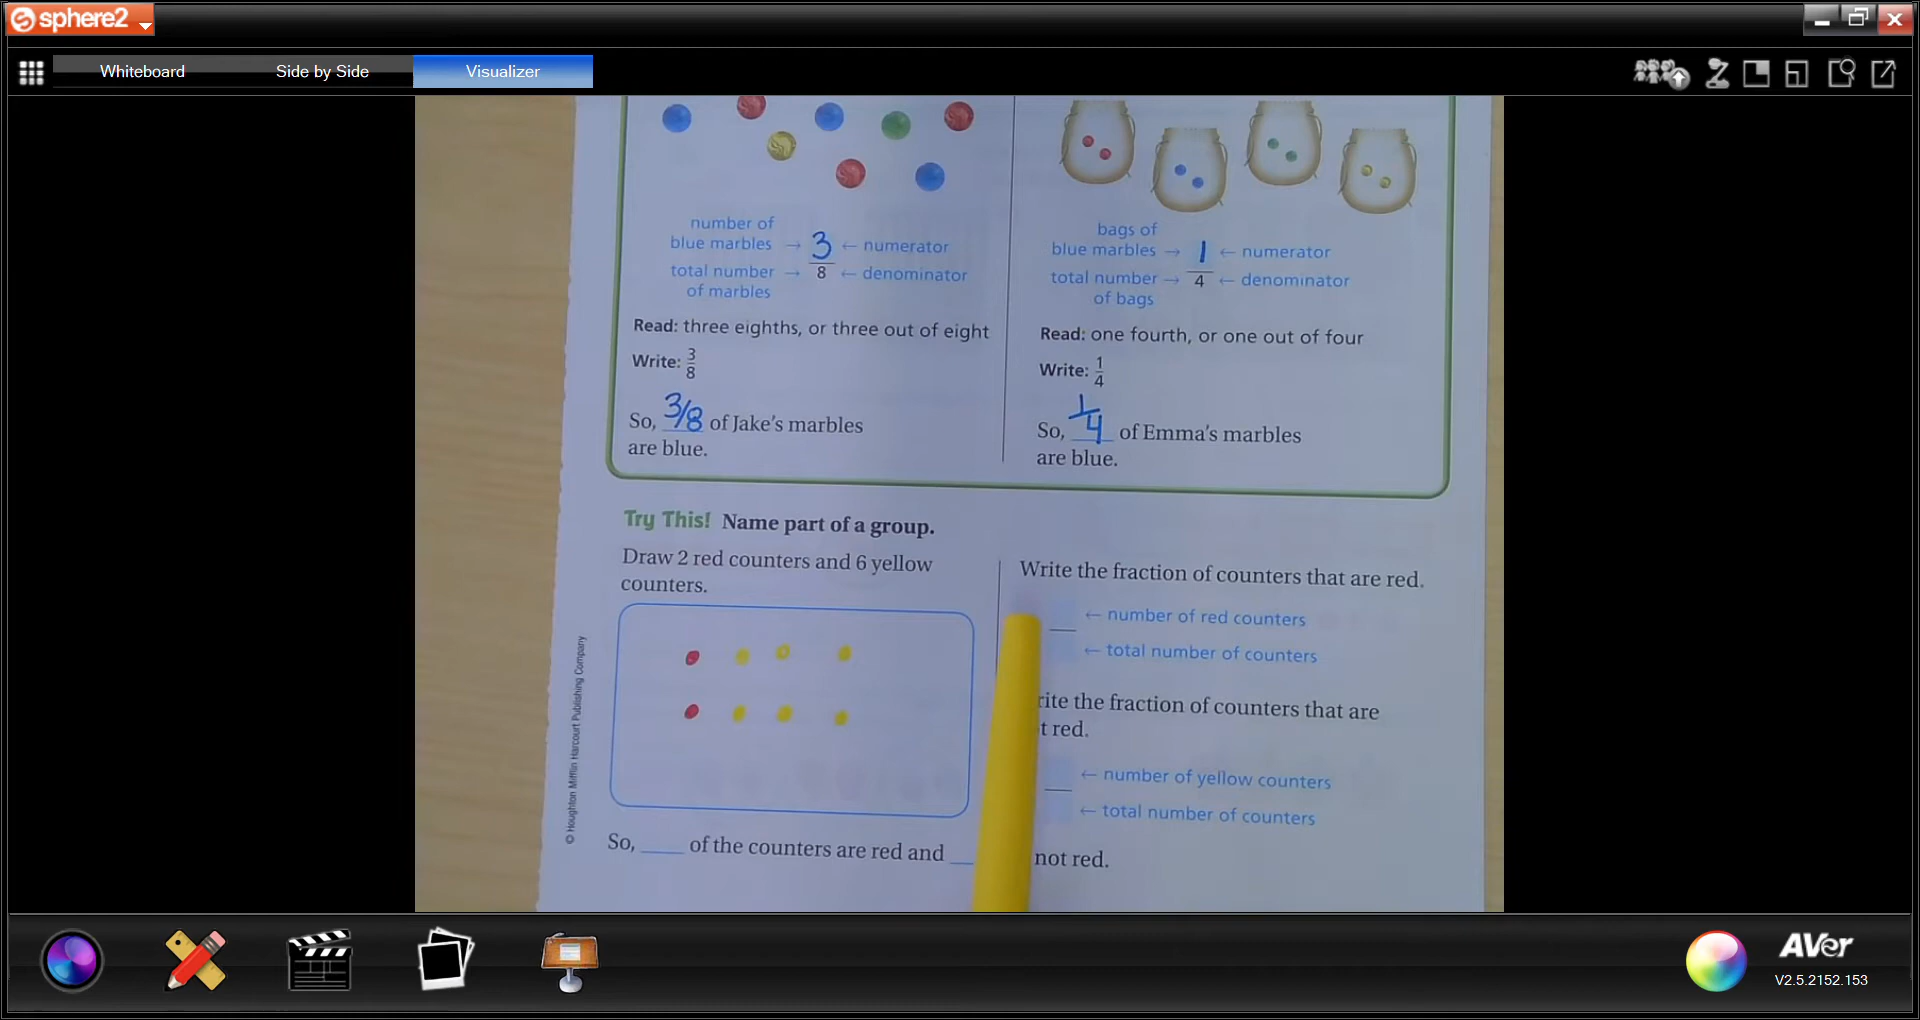 sphere2
Whiteboard Side by Side Visualizer
number of
blue marbles → 3 ← numerator
total number → 8 ← denominator
of marbles
Read: three eighths, or three out of eight
Write: 3/8
So, 3/8 of Jake's marbles
are blue.
bags of
blue marbles → 1 ← numerator
total number → 4 ← denominator
of bags
Read: one fourth, or one out of four
Write: 1/4
So, 1/4 of Emma's marbles
are blue.
Try This! Name part of a group.
Draw 2 red counters and 6 yellow
counters.
Write the fraction of counters that are red.
← number of red counters
← total number of counters
rite the fraction of counters that are
t red.
← number of yellow counters
← total number of counters
So, ____ of the counters are red and __ not red.
© Houghton Mifflin Harcourt Publishing Company
AVer
V2.5.2152.153